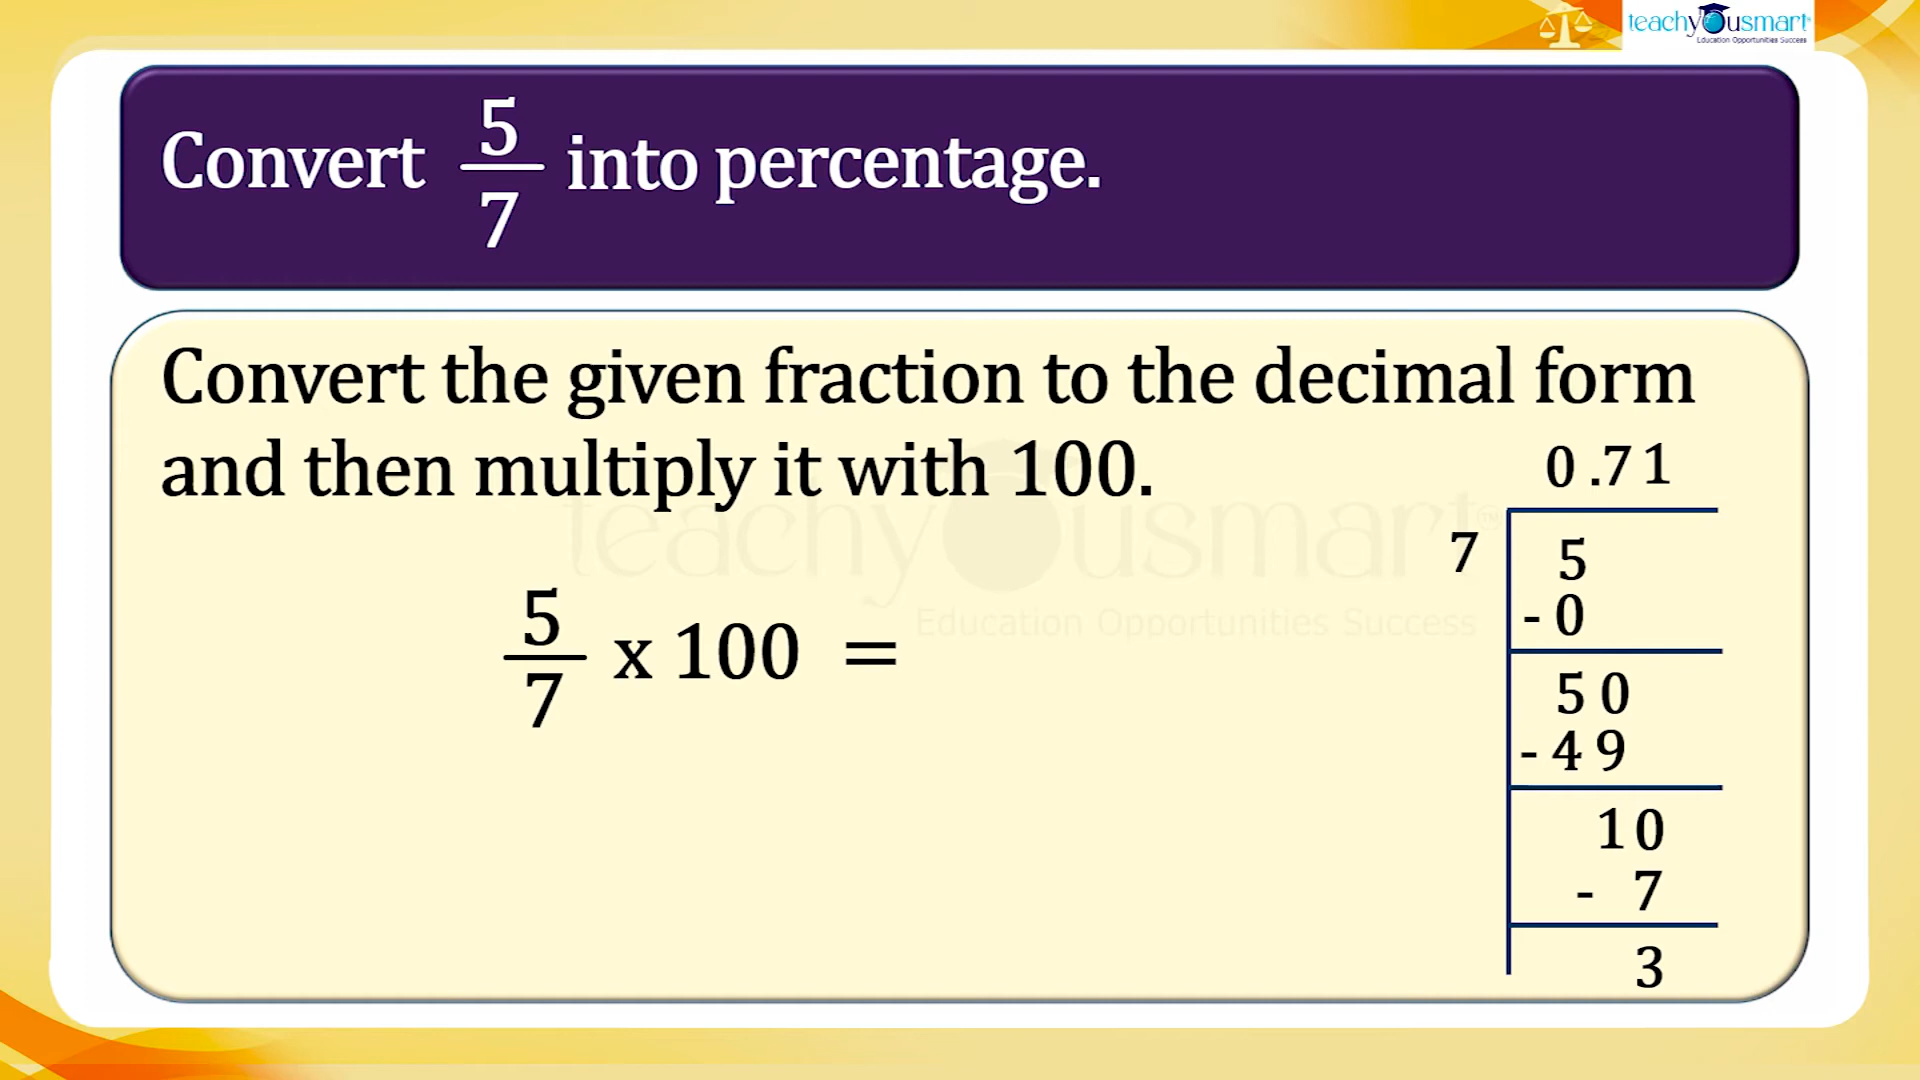 teachyousmart
Education Opportunities Success
Convert 5/7 into percentage.
Convert the given fraction to the decimal form
and then multiply it with 100.
teachyousmart™
Education Opportunities Success
5/7 x 100 =
0.71
7 5
- 0
50
- 49
10
- 7
3